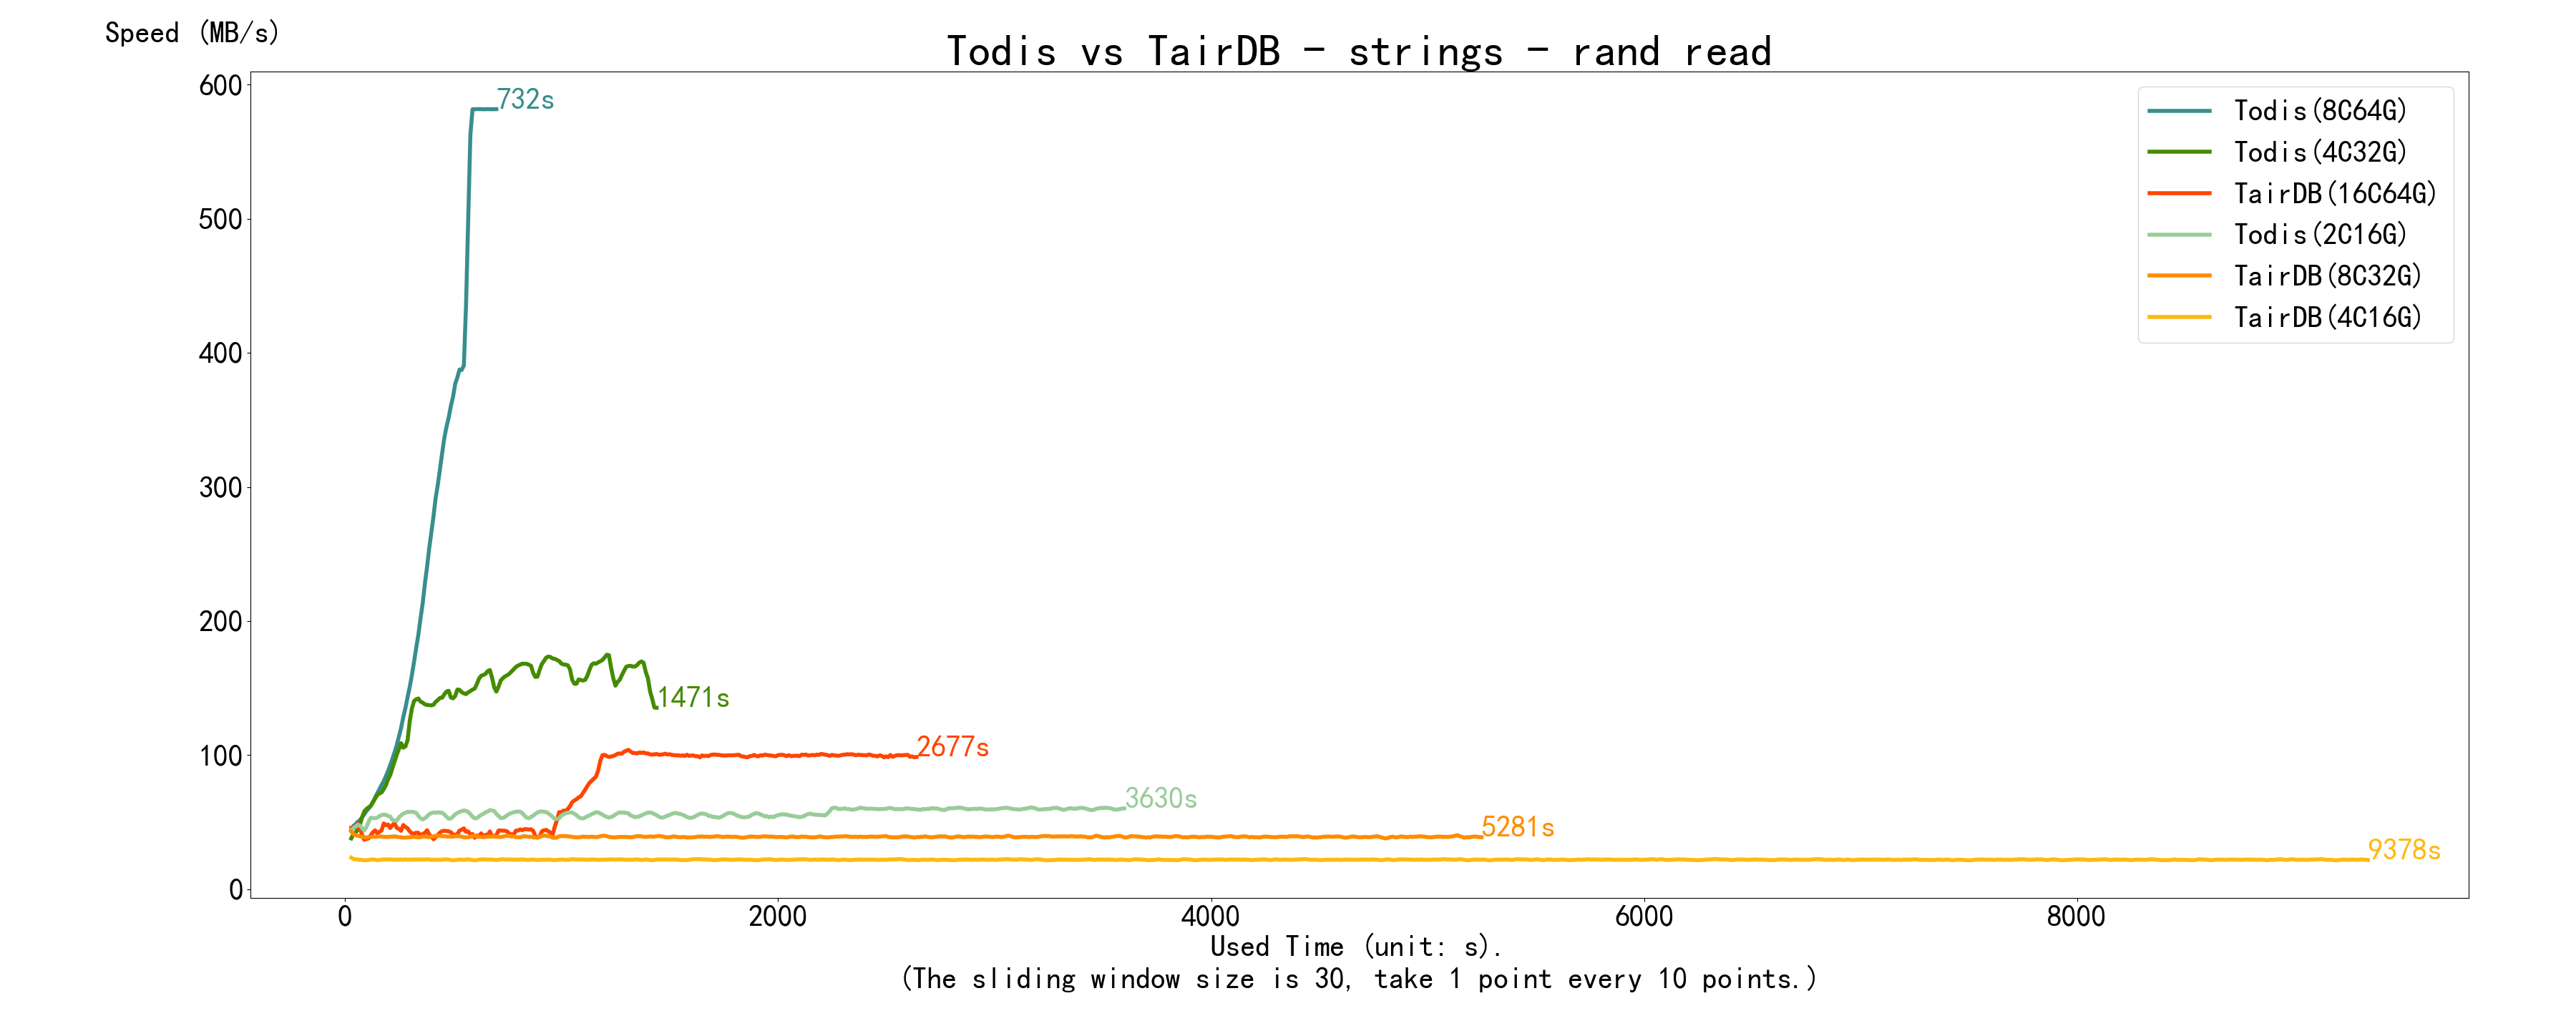 Speed (MB/s)
Todis vs TairDB - strings - rand read
600
500
400
300
200
100
0
732s
1471s
2677s
3630s
5281s
9378s
Todis(8C64G)
Todis(4C32G)
TairDB(16C64G)
Todis(2C16G)
TairDB(8C32G)
TairDB(4C16G)
0 2000 4000 6000 8000
Used Time (unit: s).
(The sliding window size is 30, take 1 point every 10 points.)